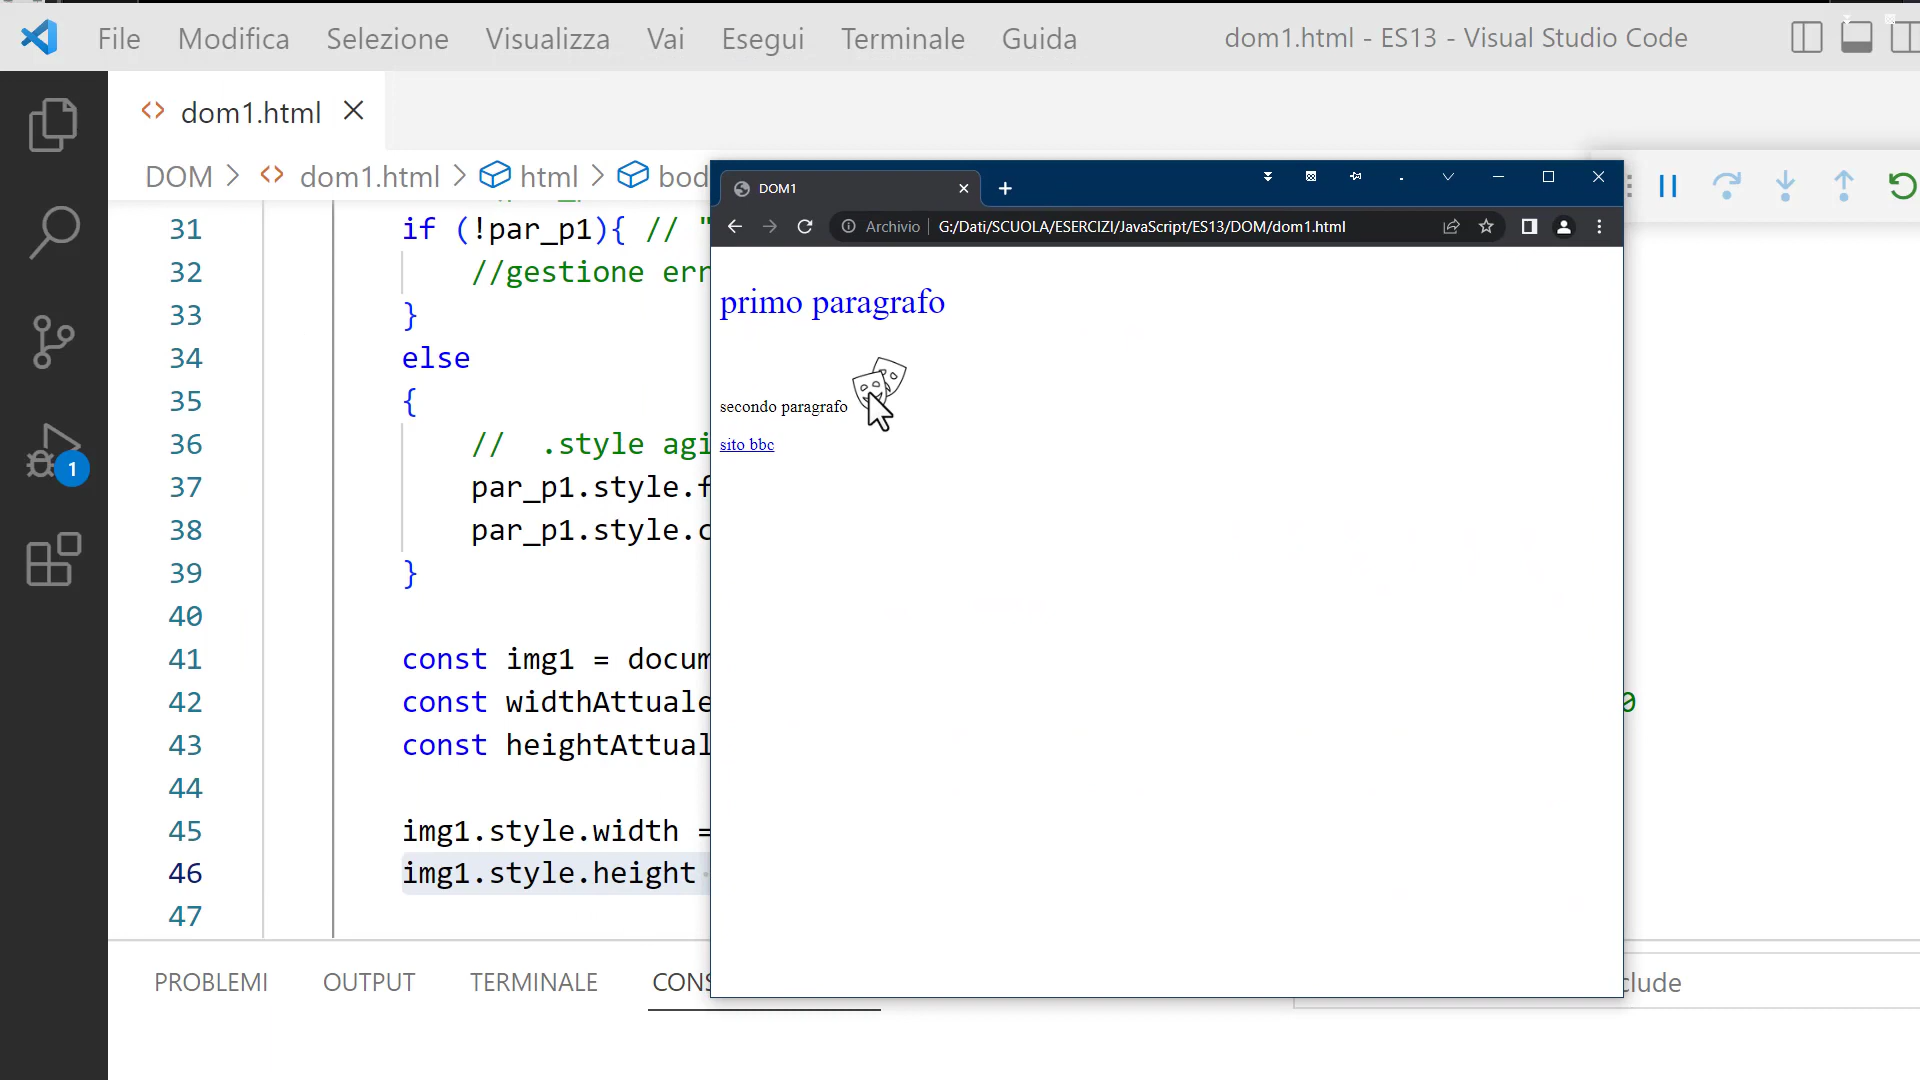 File Modifica Selezione Visualizza Vai Esegui Terminale Guida dom1.html - ES13 - Visual Studio Code
<> dom1.html
DOM > <> dom1.html > html > bod
31 if (!par_p1){ // "
32 //gestione err
33 }
34 else
35 {
36 // .style agi
37 par_p1.style.f
38 par_p1.style.c
39 }
40
41 const img1 = docum
42 const widthAttuale
43 const heightAttual
44
45 img1.style.width =
46 img1.style.height
47
1
PROBLEMI OUTPUT TERMINALE CONS
clude
DOM1
Archivio G:/Dati/SCUOLA/ESERCIZI/JavaScript/ES13/DOM/dom1.html
primo paragrafo
secondo paragrafo
sito bbc